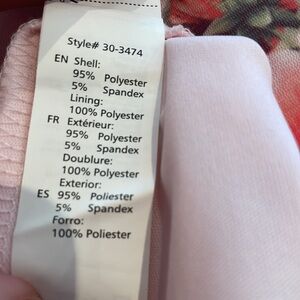 Style# 30-3474
EN Shell:
95% Polyester
5% Spandex
Lining:
100% Polyester
FR Extérieur:
95% Polyester
5% Spandex
Doublure:
100% Polyester
Exterior:
ES 95% Poliester
5% Spandex
Forro:
100% Poliester